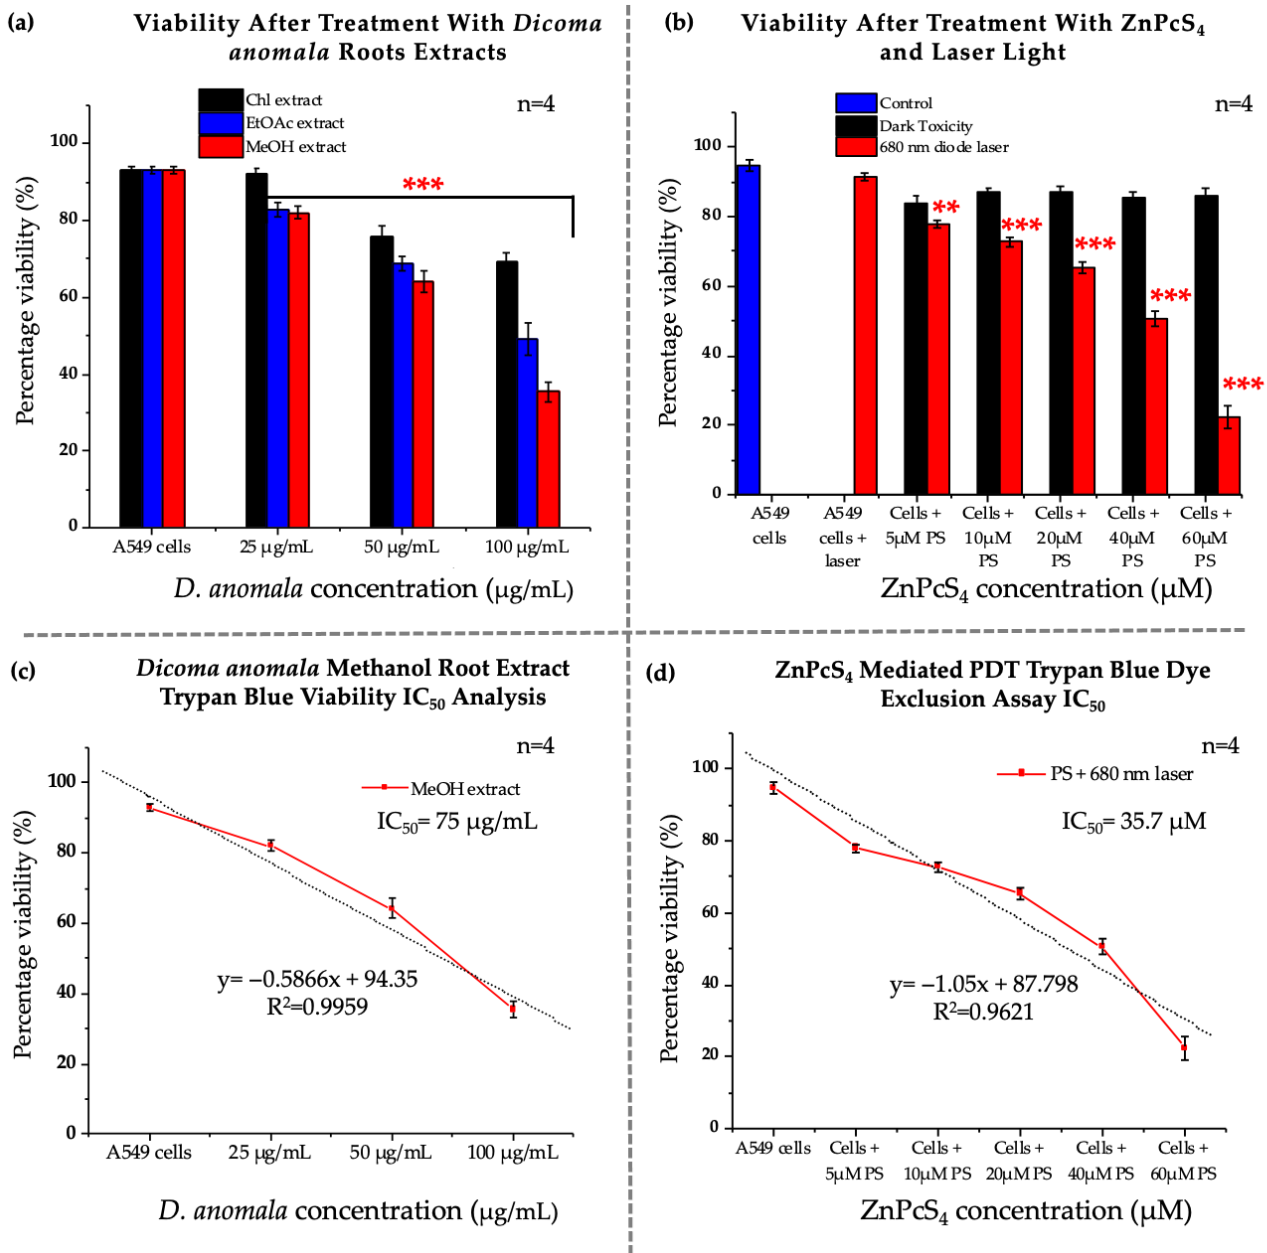 (a)
Viability After Treatment With Dicoma
anomala Roots Extracts
Chl extract
EtOAc extract
MeOH extract
n=4
***
Percentage viability (%)
100
80
60
40
20
0
A549 cells
25 µg/mL
50 µg/mL
100 µg/mL
D. anomala concentration (µg/mL)
(b)
Viability After Treatment With ZnPcS4
and Laser Light
Control
Dark Toxicity
680 nm diode laser
n=4
**
***
***
***
***
Percentage viability (%)
100
80
60
40
20
0
A549
cells
A549
cells +
laser
Cells +
5µM PS
Cells +
10µM
PS
Cells +
20µM
PS
Cells +
40µM
PS
Cells +
60µM
PS
ZnPcS4 concentration (µM)
(c)
Dicoma anomala Methanol Root Extract
Trypan Blue Viability IC50 Analysis
n=4
MeOH extract
IC50= 75 µg/mL
y= −0.5866x + 94.35
R2=0.9959
Percentage viability (%)
100
80
60
40
20
0
A549 cells
25 µg/mL
50 µg/mL
100 µg/mL
D. anomala concentration (µg/mL)
(d)
ZnPcS4 Mediated PDT Trypan Blue Dye
Exclusion Assay IC50
n=4
PS + 680 nm laser
IC50= 35.7 µM
y= −1.05x + 87.798
R2=0.9621
Percentage viability (%)
100
80
60
40
20
0
A549 cells
Cells +
5µM PS
Cells +
10µM PS
Cells +
20µM PS
Cells +
40µM PS
Cells +
60µM PS
ZnPcS4 concentration (µM)